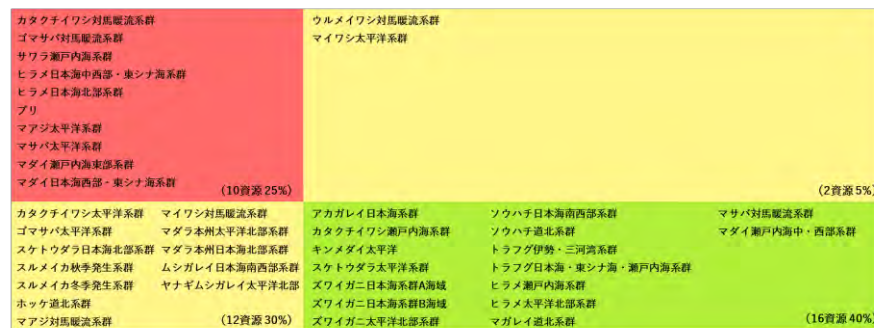 カタクチイワシ対馬暖流系群
ゴマサバ対馬暖流系群
サワラ瀬戸内海系群
ヒラメ日本海中西部・東シナ海系群
ヒラメ日本海北部系群
ブリ
マアジ太平洋系群
マサバ太平洋系群
マダイ瀬戸内海東部系群
マダイ日本海西部・東シナ海系群
(10資源 25%)
ウルメイワシ対馬暖流系群
マイワシ太平洋系群
(2資源 5%)
カタクチイワシ太平洋系群 マイワシ対馬暖流系群
ゴマサバ太平洋系群 マダラ本州太平洋北部系群
スケトウダラ日本海北部系群 マダラ本州日本海北部系群
スルメイカ秋季発生系群 ムシガレイ日本海南西部系群
スルメイカ冬季発生系群 ヤナギムシガレイ太平洋北部
ホッケ道北系群
マアジ対馬暖流系群
(12資源 30%)
アカガレイ日本海系群 ソウハチ日本海南西部系群 マサバ対馬暖流系群
カタクチイワシ瀬戸内海系群 ソウハチ道北系群 マダイ瀬戸内海中・西部系群
キンメダイ太平洋 トラフグ伊勢・三河湾系群
スケトウダラ太平洋系群 トラフグ日本海・東シナ海・瀬戸内海系群
ズワイガニ日本海系群A海域 ヒラメ瀬戸内海系群
ズワイガニ日本海系群B海域 ヒラメ太平洋北部系群
ズワイガニ太平洋北部系群 マガレイ道北系群
(16資源 40%)